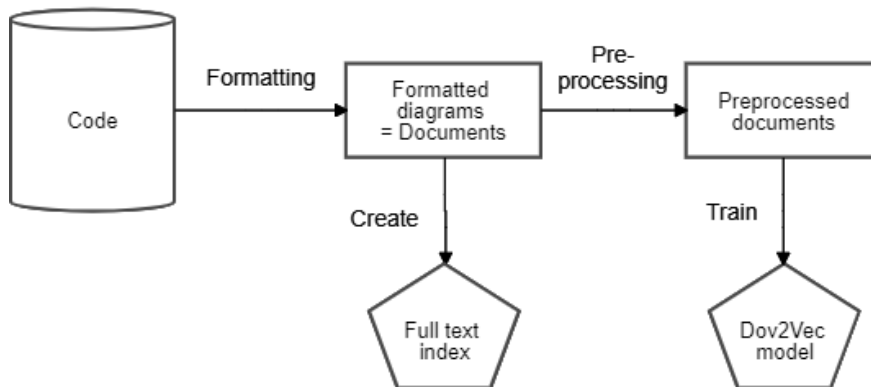 Code
Formatting
Formatted
diagrams
= Documents
Pre-
processing
Preprocessed
documents
Create
Train
Full text
index
Dov2Vec
model